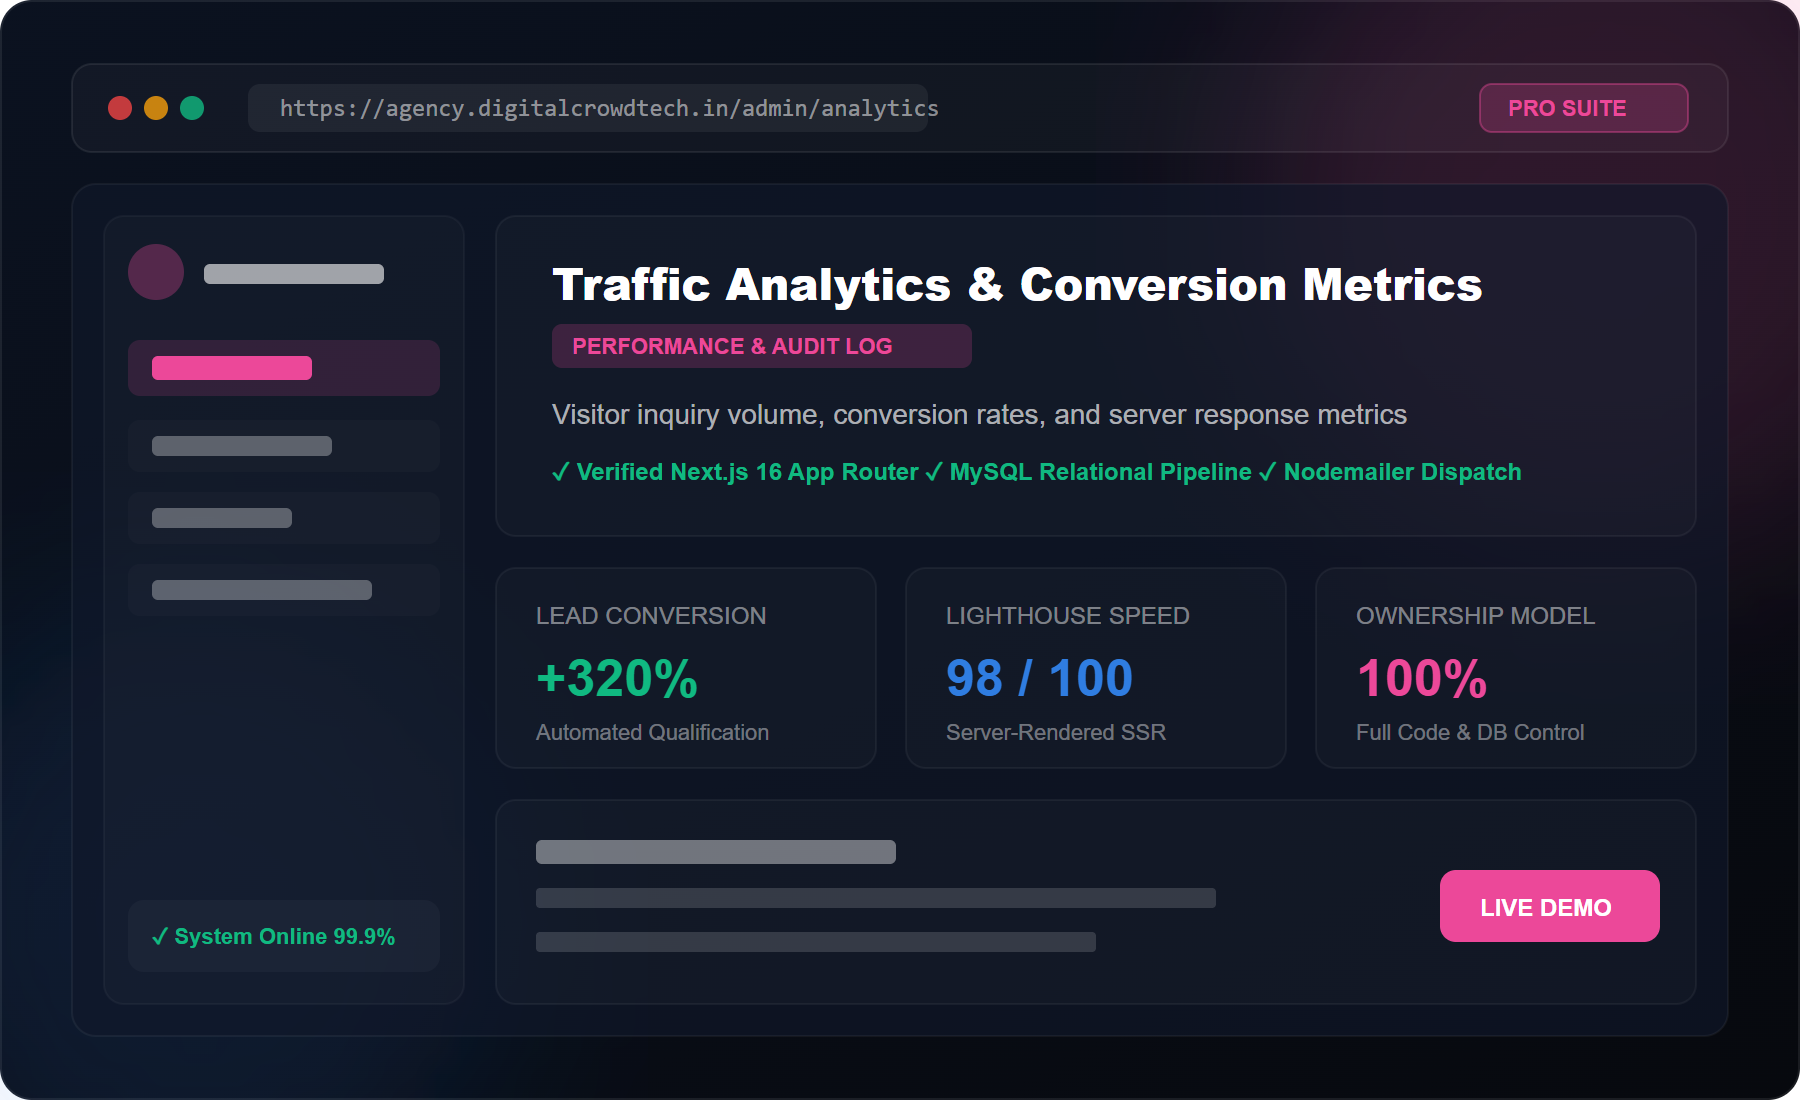 https://agency.digitalcrowdtech.in/admin/analytics
PRO SUITE
Traffic Analytics & Conversion Metrics
PERFORMANCE & AUDIT LOG
Visitor inquiry volume, conversion rates, and server response metrics
✓ Verified Next.js 16 App Router ✓ MySQL Relational Pipeline ✓ Nodemailer Dispatch
LEAD CONVERSION
+320%
Automated Qualification
LIGHTHOUSE SPEED
98 / 100
Server-Rendered SSR
OWNERSHIP MODEL
100%
Full Code & DB Control
✓ System Online 99.9%
LIVE DEMO